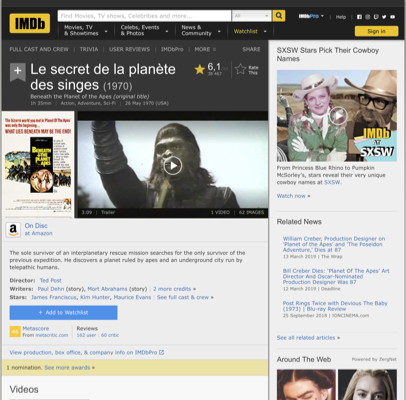 IMDb
Find Movies, TV shows, Celebrities and more...
All
IMDbPro
Help
Movies, TV
& Showtimes
Celebs, Events
& Photos
News &
Community
Watchlist
Sign in
FULL CAST AND CREW | TRIVIA | USER REVIEWS | IMDbPro | MORE
SHARE
Le secret de la planète
des singes (1970)
6,1
Rate
This
Beneath the Planet of the Apes (original title)
1h 35min | Action, Adventure, Sci-Fi | 26 May 1970 (USA)
1:09 | Trailer
1 VIDEO | 62 IMAGES
On Disc
at Amazon
The sole survivor of an interplanetary rescue mission searches for the only survivor of the
previous expedition. He discovers a planet ruled by apes and an underground city run by
telepathic humans.
Director: Ted Post
Writers: Paul Dehn (story), Mort Abrahams (story) | 2 more credits »
Stars: James Franciscus, Kim Hunter, Maurice Evans | See full cast & crew »
+ Add to Watchlist
Metascore
From metacritic.com
Reviews
162 user | 60 critic
View production, box office, & company info on IMDbPro
1 nomination. See more awards »
Videos
SXSW Stars Pick Their Cowboy
Names
IMDb
AT
SXSW
From Princess Blue Rhino to Pumpkin
McSorley, the stars reveal their very
unique cowboy names at SXSW.
Watch now »
Related News
William Creber, Production Designer on
'Planet of the Apes' and 'The Poseidon
Adventure,' Dies at 87
13 March 2019 | The Wrap
Bill Creber Dies: 'Planet Of The Apes' Art
Director And Oscar-Nominated
Production Designer Was 87
12 March 2019 | Deadline
Post Rings Twice with Devious The Baby
(1973) | Blu-ray Review
25 September 2018 | IONCINEMA.com
See all related articles »
Around The Web
Powered by ZergNet